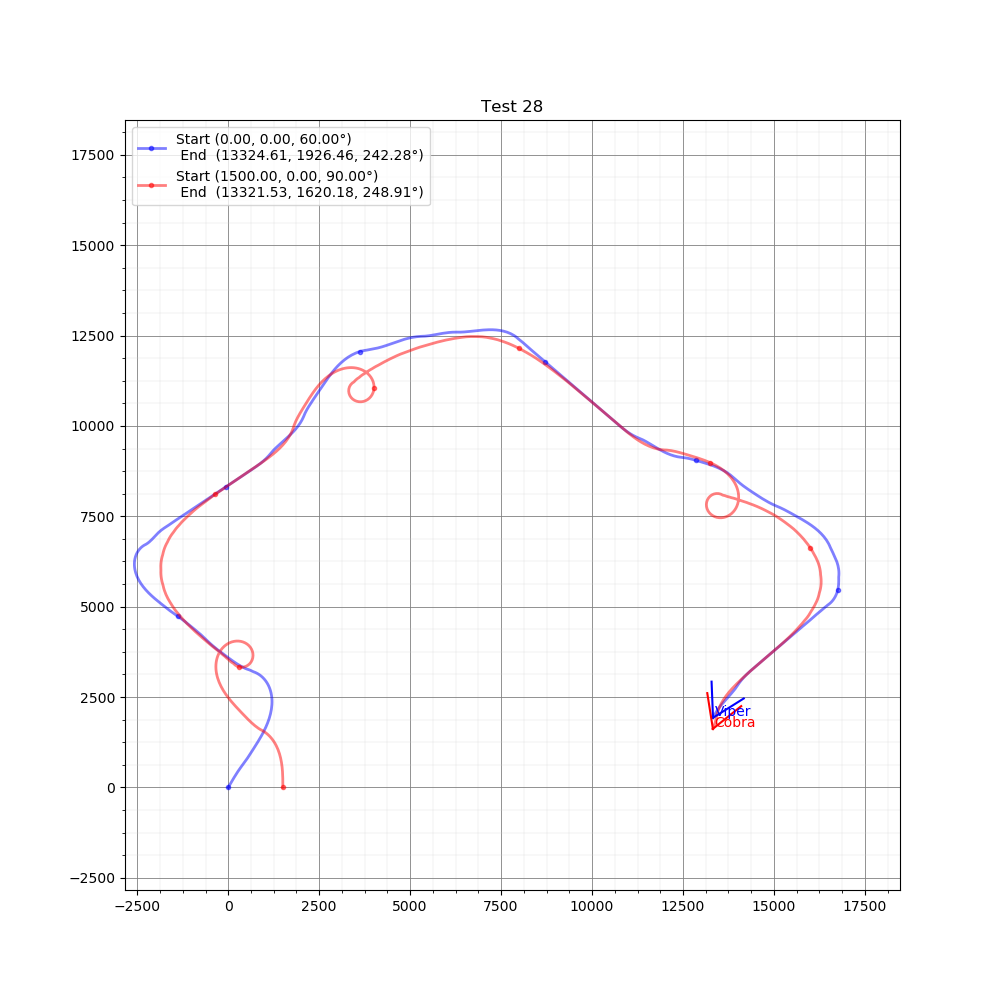 Test 28
Start (0.00, 0.00, 60.00°)
End (13324.61, 1926.46, 242.28°)
Start (1500.00, 0.00, 90.00°)
End (13321.53, 1620.18, 248.91°)
17500
15000
12500
10000
7500
5000
2500
0
−2500
Viper
Cobra
−2500 0 2500 5000 7500 10000 12500 15000 17500